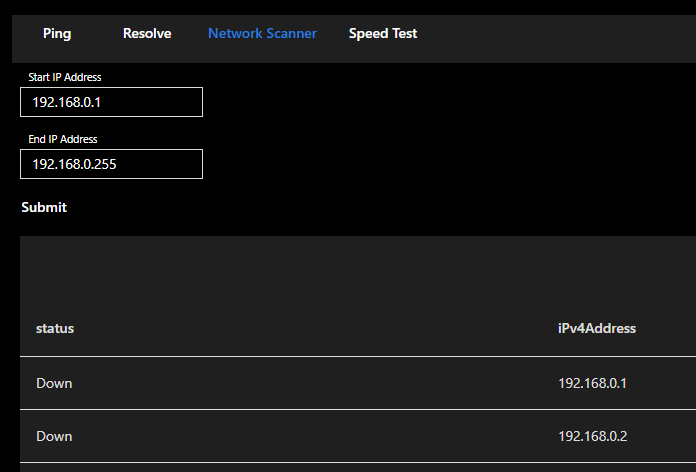 Ping Resolve Network Scanner Speed Test
Start IP Address
192.168.0.1
End IP Address
192.168.0.255
Submit
status iPv4Address
Down 192.168.0.1
Down 192.168.0.2